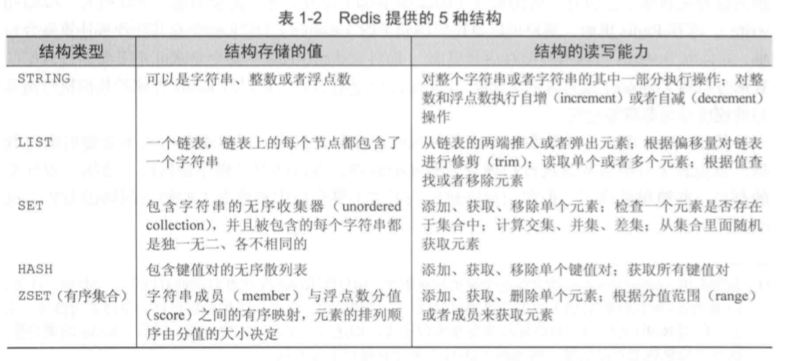 表 1-2 Redis 提供的 5 种结构
结构类型 结构存储的值 结构的读写能力
STRING 可以是字符串、整数或者浮点数 对整个字符串或者字符串的其中一部分执行操作；对整
数和浮点数执行自增（increment）或者自减（decrement）
操作
LIST 一个链表，链表上的每个节点都包含了 从链表的两端推入或者弹出元素；根据偏移量对链表
一个字符串 进行修剪（trim）；读取单个或者多个元素；根据值查
找或者移除元素
SET 包含字符串的无序收集器（unordered 添加、获取、移除单个元素；检查一个元素是否存在
collection），并且被包含的每个字符串都 于集合中；计算交集、并集、差集；从集合里面随机
是独一无二、各不相同的 获取元素
HASH 包含键值对的无序散列表 添加、获取、移除单个键值对；获取所有键值对
ZSET（有序集合） 字符串成员（member）与浮点数分值 添加、获取、删除单个元素；根据分值范围（range）
（score）之间的有序映射，元素的排列顺 或者成员来获取元素
序由分值的大小决定